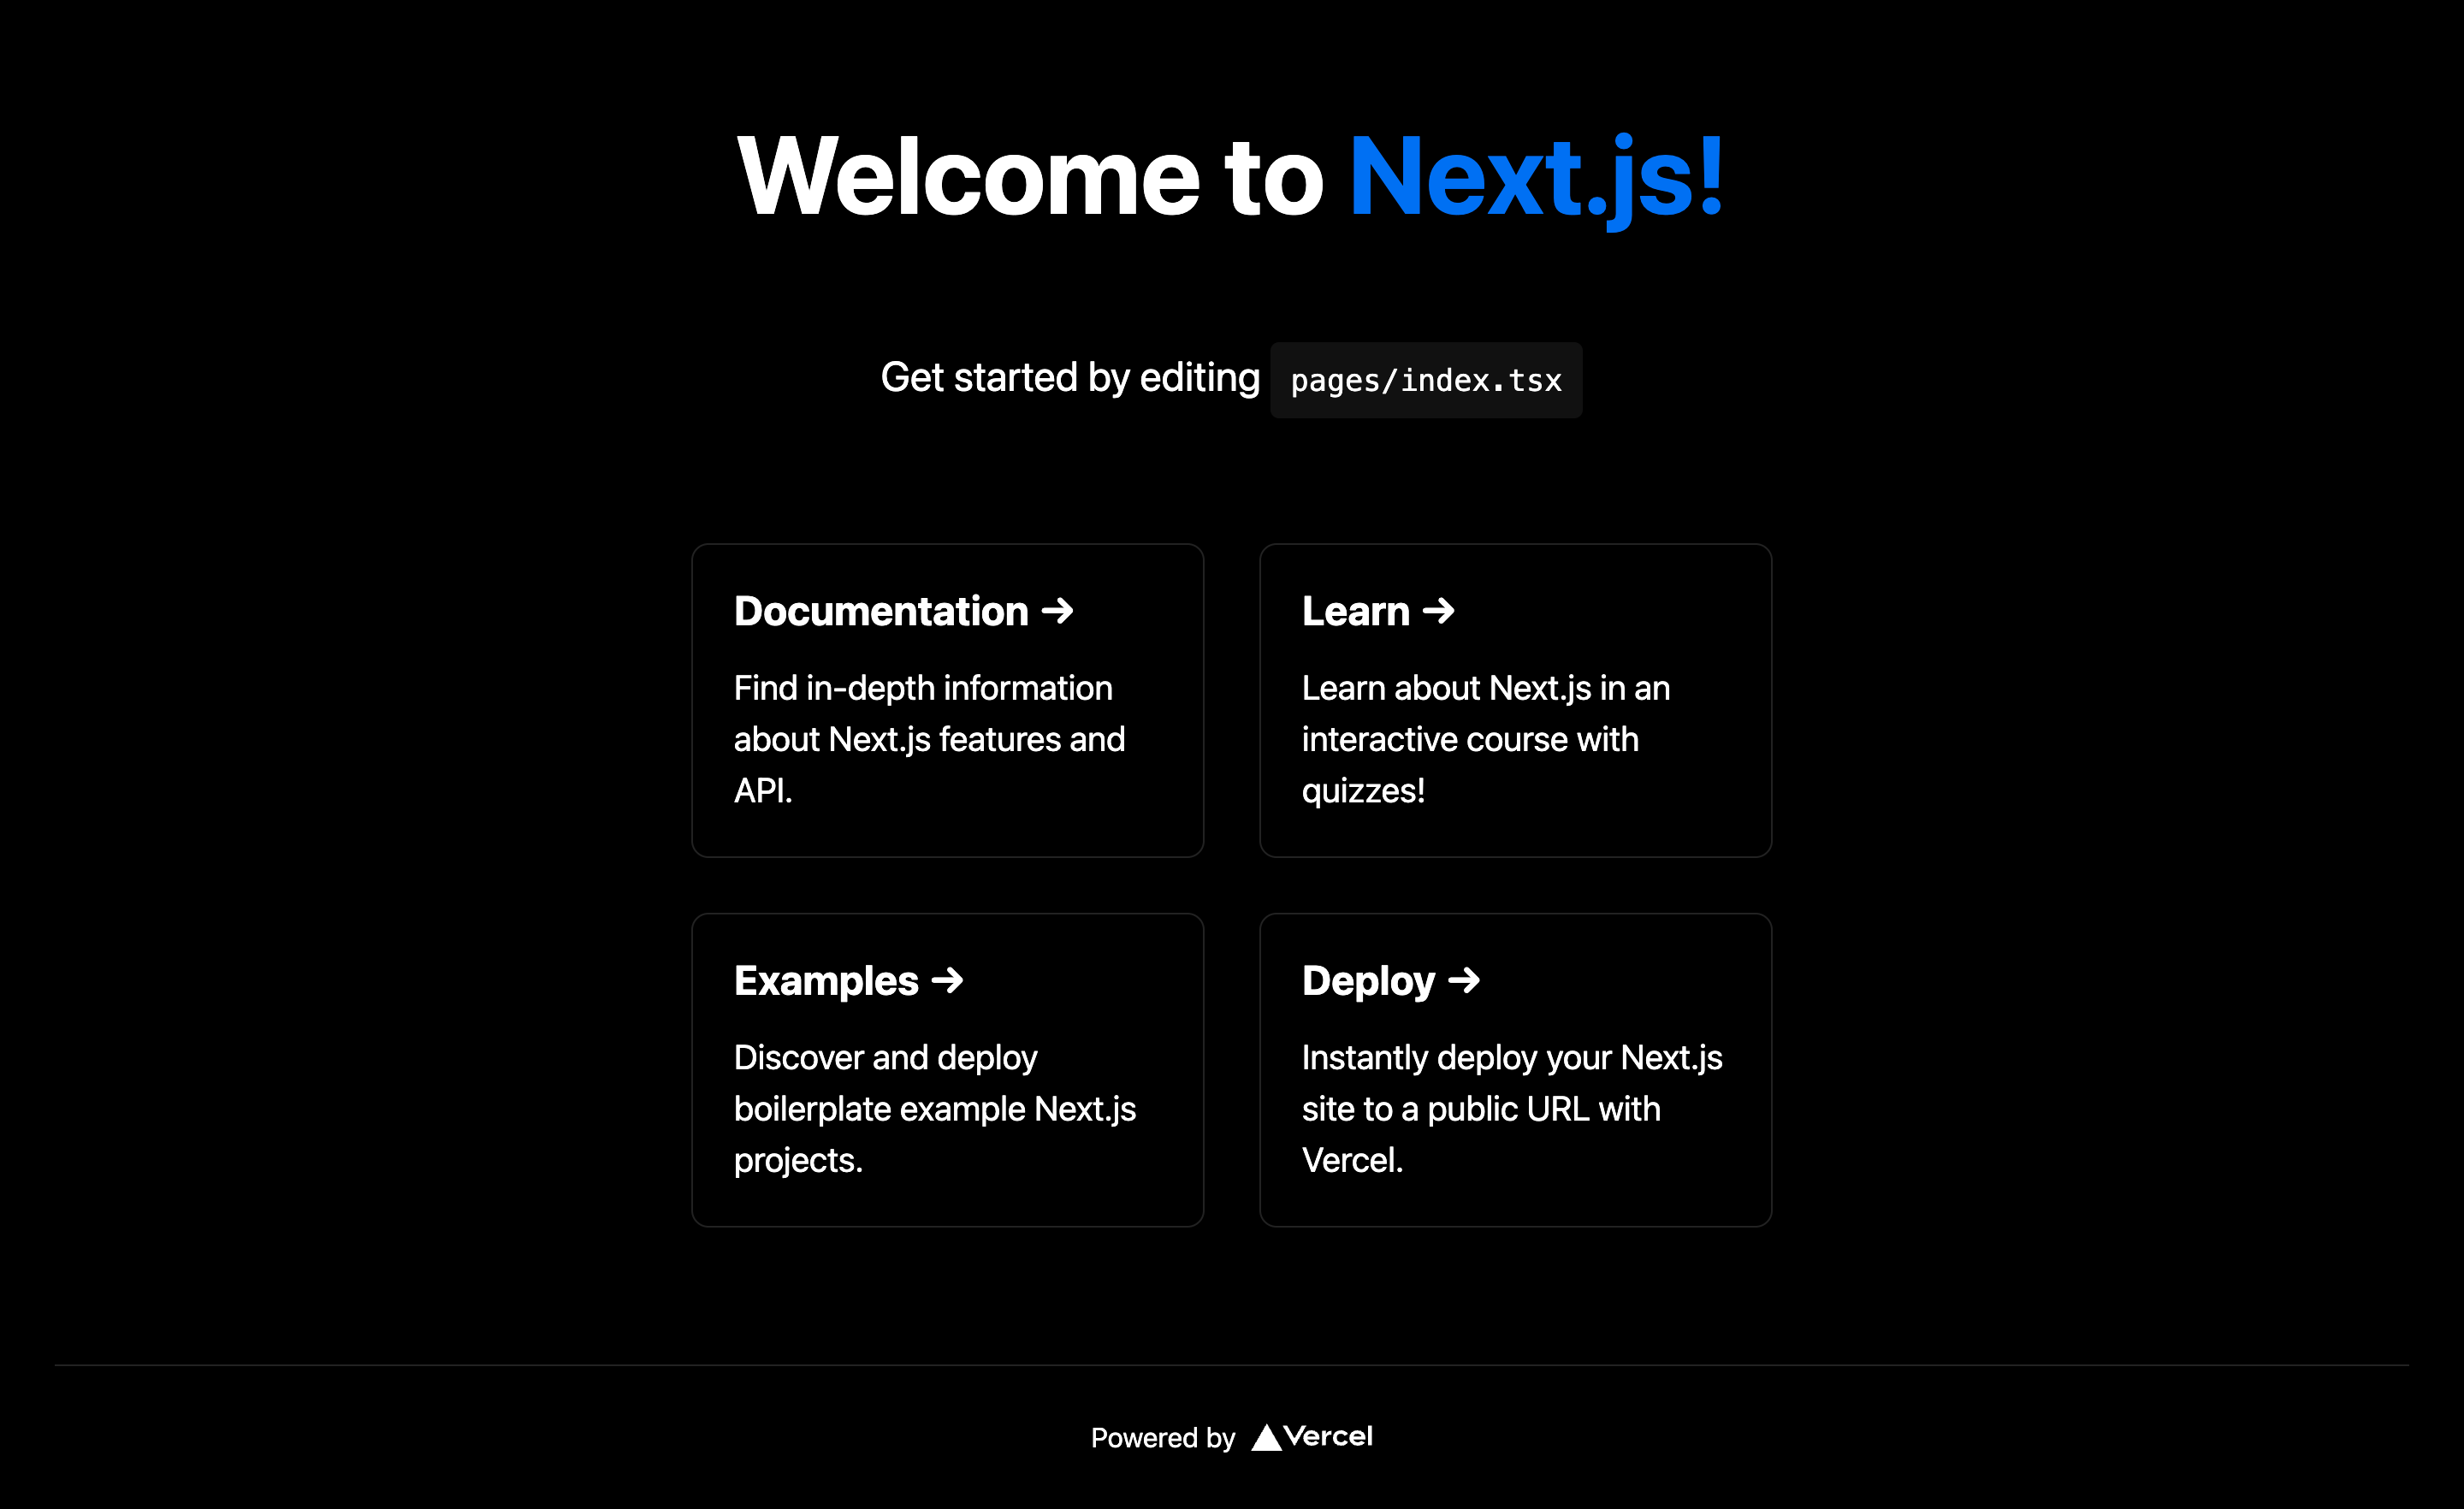 Welcome to Next.js!
Get started by editing pages/index.tsx
Documentation →
Find in-depth information
about Next.js features and
API.
Learn →
Learn about Next.js in an
interactive course with
quizzes!
Examples →
Discover and deploy
boilerplate example Next.js
projects.
Deploy →
Instantly deploy your Next.js
site to a public URL with
Vercel.
Powered by Vercel